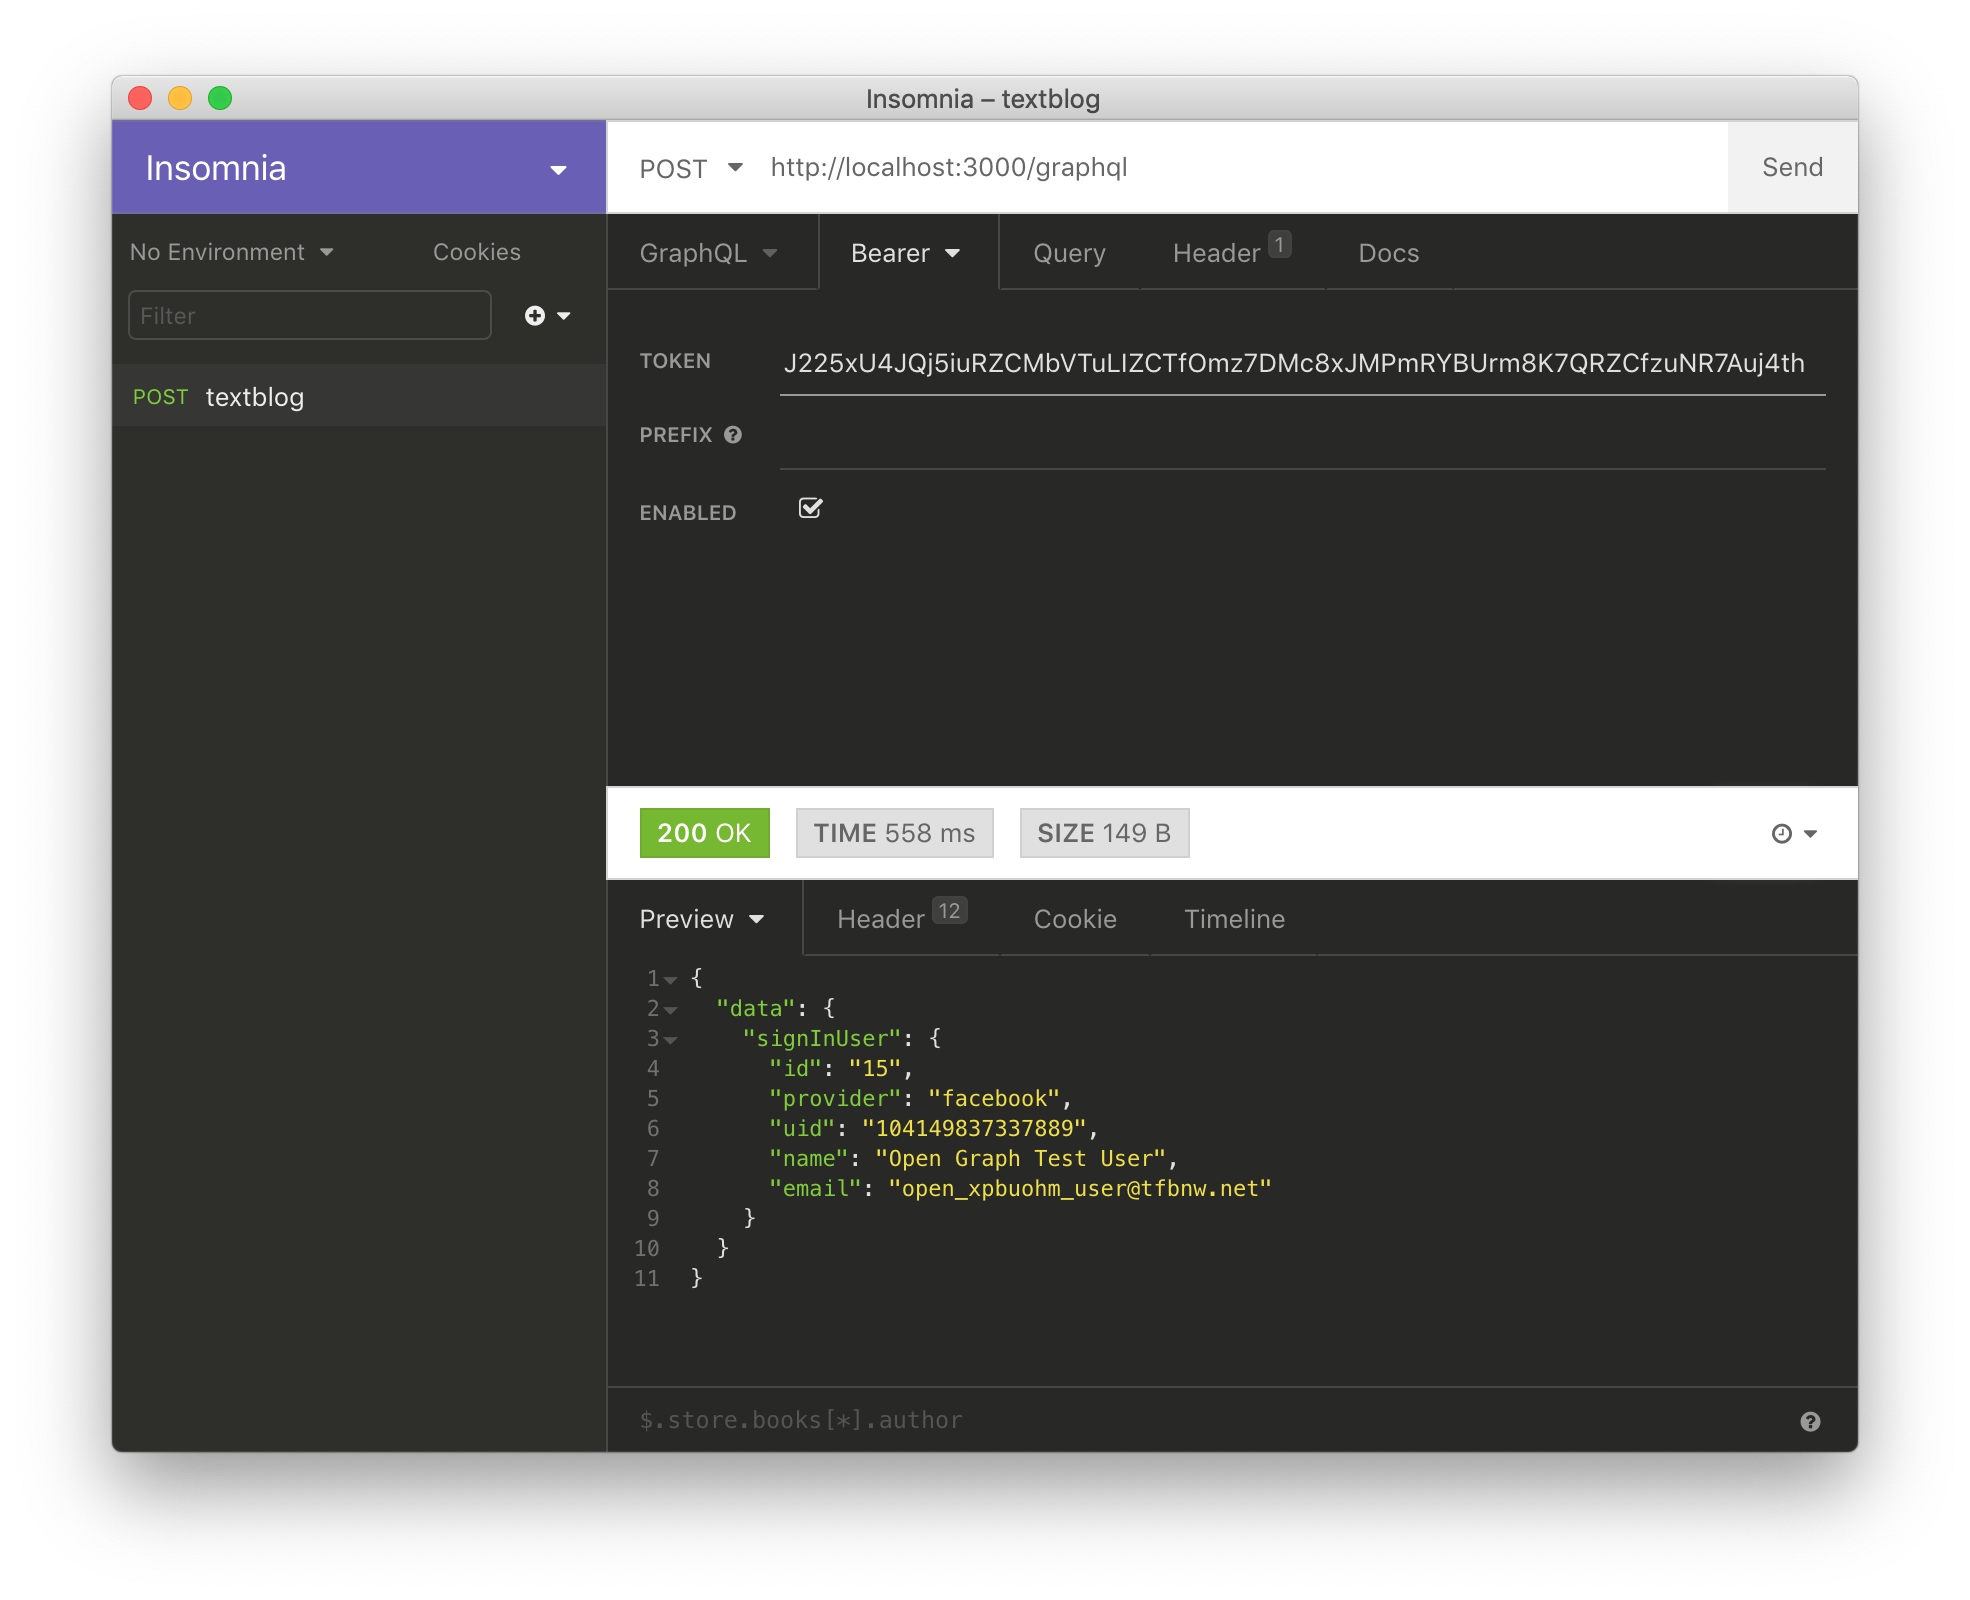 Insomnia – textblog
Insomnia
POST http://localhost:3000/graphql Send
No Environment Cookies
GraphQL Bearer Query Header 1 Docs
Filter
TOKEN J225xU4JQj5iuRZCMbVTuLIZCTfOmz7DMc8xJMPmRYBUrm8K7QRZCfzuNR7Auj4th
POST textblog
PREFIX
ENABLED
200 OK TIME 558 ms SIZE 149 B
Preview Header 12 Cookie Timeline
1 {
2 "data": {
3 "signInUser": {
4 "id": "15",
5 "provider": "facebook",
6 "uid": "104149837337889",
7 "name": "Open Graph Test User",
8 "email": "open_xpbuohm_user@tfbnw.net"
9 }
10 }
11 }
$.store.books[*].author